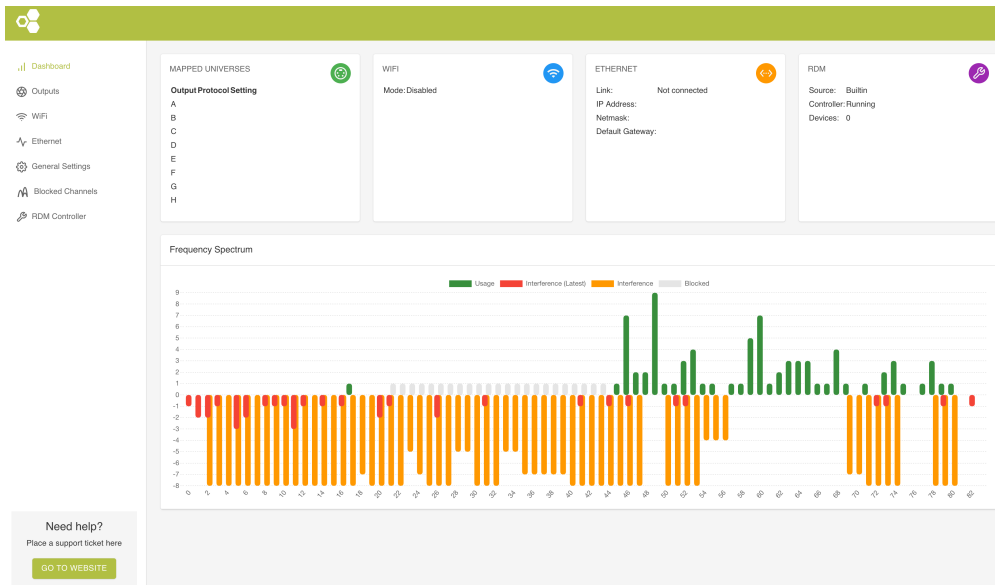 Dashboard
Outputs
WiFi
Ethernet
General Settings
Blocked Channels
RDM Controller
MAPPED UNIVERSES
Output Protocol Setting
A
B
C
D
E
F
G
H
WIFI
Mode: Disabled
ETHERNET
Link: Not connected
IP Address:
Netmask:
Default Gateway:
RDM
Source: Builtin
Controller: Running
Devices: 0
Frequency Spectrum
Usage Interference (Latest) Interference Blocked
9
8
7
6
5
4
3
2
1
0
-1
-2
-3
-4
-5
-6
-7
-8
0 2 4 6 8 10 12 14 16 18 20 22 24 26 28 30 32 34 36 38 40 42 44 46 48 50 52 54 56 58 60 62 64 66 68 70 72 74 76 78 80 82
Need help?
Place a support ticket here
GO TO WEBSITE